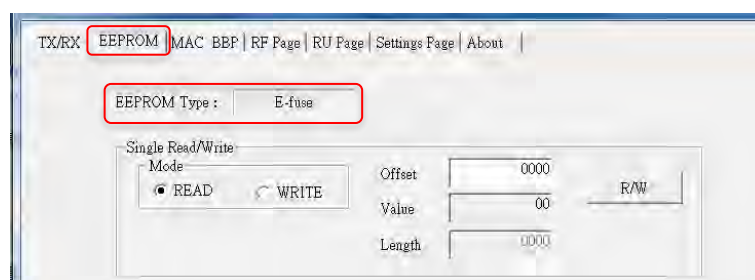 TX/RX EEPROM MAC BBP RF Page RU Page Settings Page About
EEPROM Type : E-fuse
Single Read/Write
Mode
READ WRITE
Offset 0000
R/W
Value 00
Length 0000